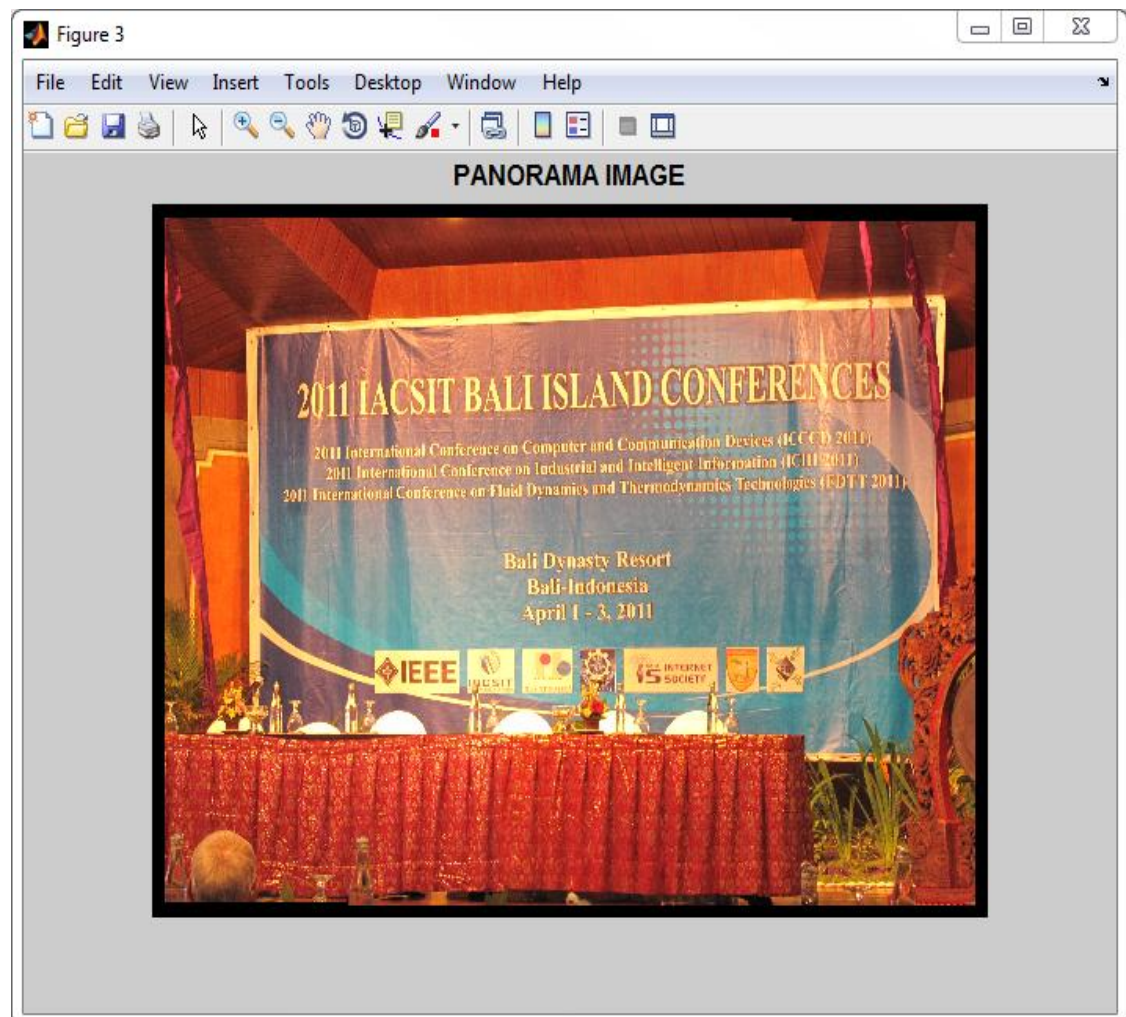 Figure 3
File Edit View Insert Tools Desktop Window Help
PANORAMA IMAGE
2011 IACSIT BALI ISLAND CONFERENCES
2011 International Conference on Computer and Communication Devices (ICCCD 2011)
2011 International Conference on Industrial and Intelligent Information (ICIII 2011)
2011 International Conference on Fluid Dynamics and Thermodynamics Technologies (FDTT 2011)
Bali Dynasty Resort
Bali-Indonesia
April 1 - 3, 2011
IEEE
IACSIT
INTERNET
SOCIETY